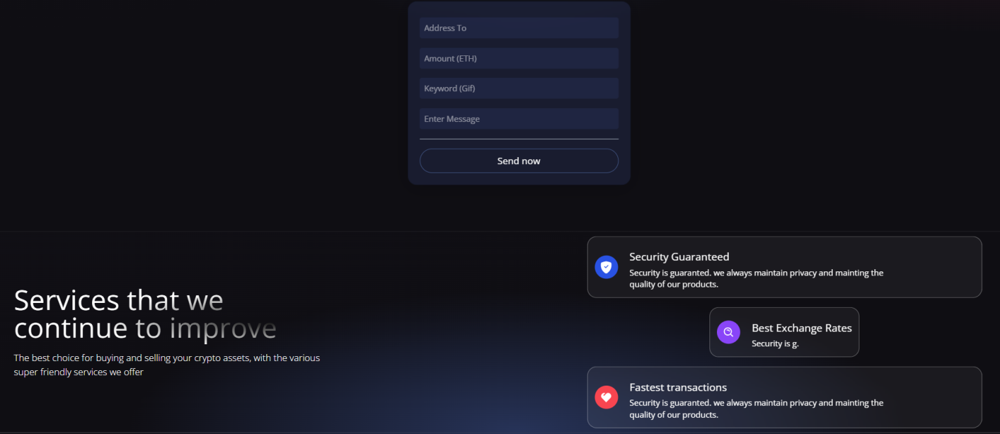 Address To
Amount (ETH)
Keyword (Gif)
Enter Message
Send now
Services that we
continue to improve
The best choice for buying and selling your crypto assets, with the various
super friendly services we offer
Security Guaranteed
Security is guaranted. we always maintain privacy and mainting the
quality of our products.
Best Exchange Rates
Security is g.
Fastest transactions
Security is guaranted. we always maintain privacy and mainting the
quality of our products.